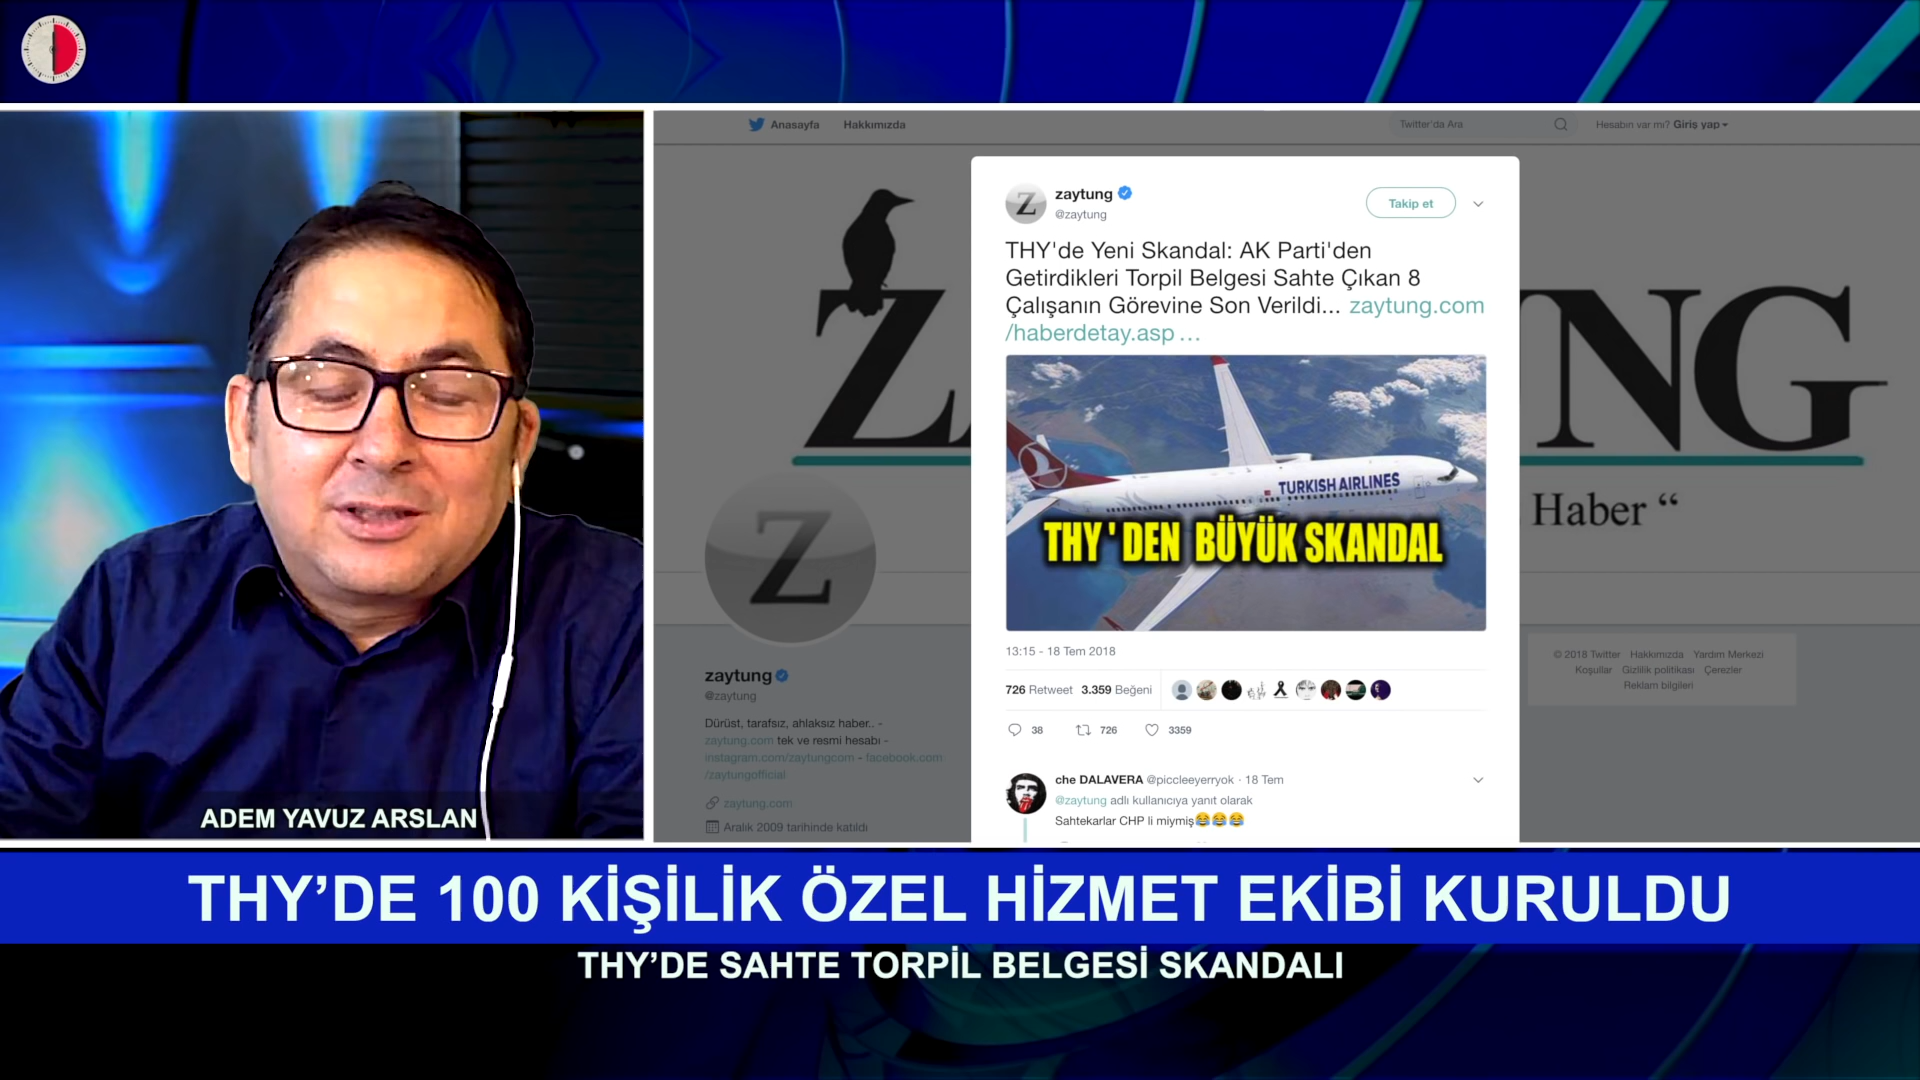 Anasayfa
Hakkımızda
Twitter'da Ara
Hesabın var mı? Giriş yap
Z
NG
Haber “
Z
zaytung
@zaytung
Dürüst, tarafsız, ahlaksız haber.. -
zaytung.com tek ve resmi hesabı -
instagram.com/zaytungcom - facebook.com
/zaytungofficial
zaytung.com
Aralık 2009 tarihinde katıldı
Z
zaytung
@zaytung
Takip et
THY'de Yeni Skandal: AK Parti'den
Getirdikleri Torpil Belgesi Sahte Çıkan 8
Çalışanın Görevine Son Verildi... zaytung.com
/haberdetay.asp ...
TURKISH AIRLINES
THY'DEN BÜYÜK SKANDAL
13:15 - 18 Tem 2018
726 Retweet 3.359 Beğeni
38 726 3359
che DALAVERA @piccleeyerryok · 18 Tem
@zaytung adlı kullanıcıya yanıt olarak
Sahtekarlar CHP li miymiş😂😂😂
© 2018 Twitter Hakkımızda Yardım Merkezi
Koşullar Gizlilik politikası Çerezler
Reklam bilgileri
ADEM YAVUZ ARSLAN
THY’DE 100 KİŞİLİK ÖZEL HİZMET EKİBİ KURULDU
THY’DE SAHTE TORPİL BELGESİ SKANDALI